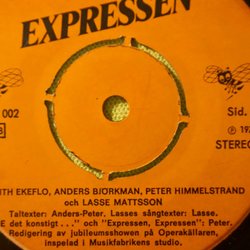 EXPRESSEN
002
Sid.
STEREO
ITH EKEFLO, ANDERS BJÖRKMAN, PETER HIMMELSTRAND
och LASSE MATTSSON
Taltexter: Anders-Peter, Lasses sångtexter: Lasse.
E det konstigt . . ." och "Expressen, Expressen": Peter.
Redigering av jubileumsshowen på Operakällaren,
inspelad i Musikfabrikens studio.